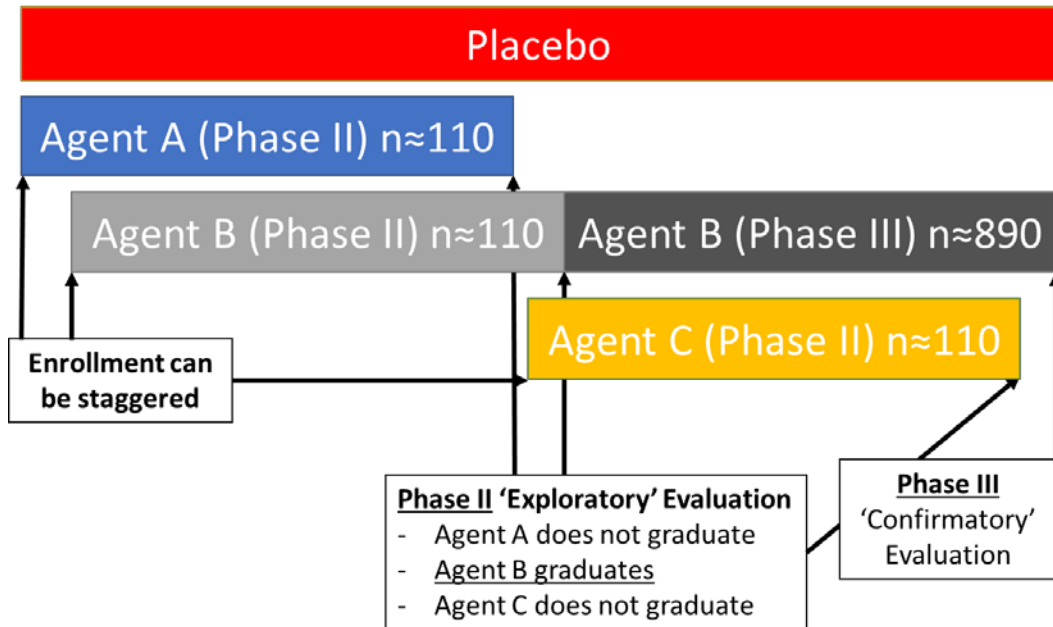 Placebo
Agent A (Phase II) n≈110
Agent B (Phase II) n≈110
Agent B (Phase III) n≈890
Agent C (Phase II) n≈110
Enrollment can
be staggered
Phase II ‘Exploratory’ Evaluation
- Agent A does not graduate
- Agent B graduates
- Agent C does not graduate
Phase III
‘Confirmatory’
Evaluation